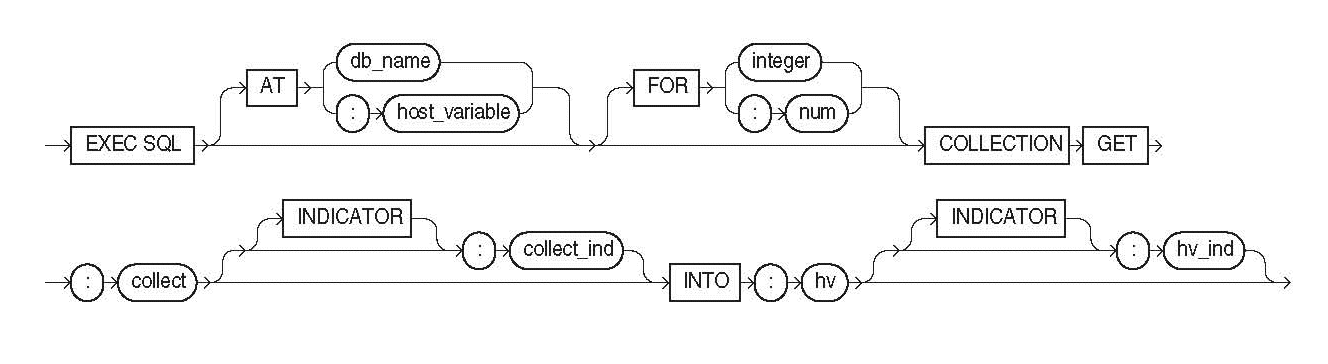 db_name integer
AT FOR
: host_variable : num
EXEC SQL COLLECTION GET
INDICATOR INDICATOR
: collect_ind : hv_ind
: collect INTO : hv